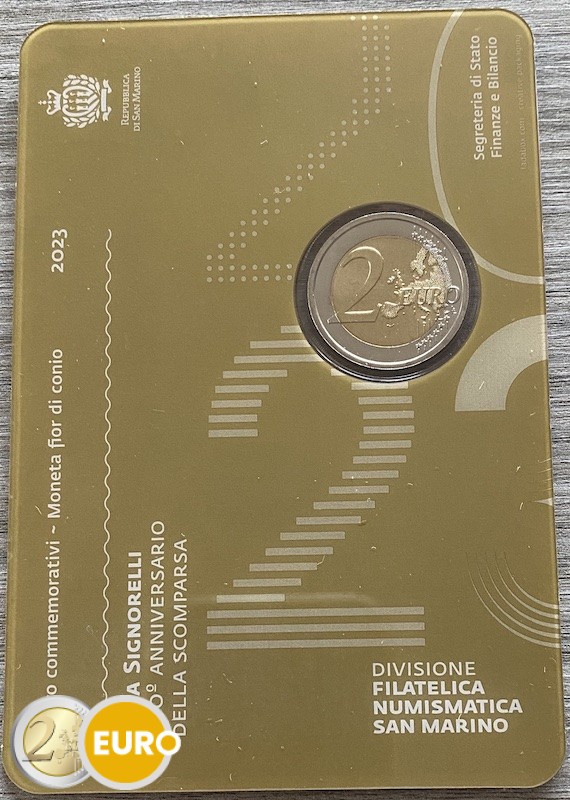 REPUBBLICA
DI SAN MARINO
Segreteria di Stato
Finanze e Bilancio
2 EURO
o commemorativi ~ Moneta fior di conio 2023
A SIGNORELLI
0º ANNIVERSARIO
DELLA SCOMPARSA
DIVISIONE
FILATELICA
NUMISMATICA
SAN MARINO
2 EURO